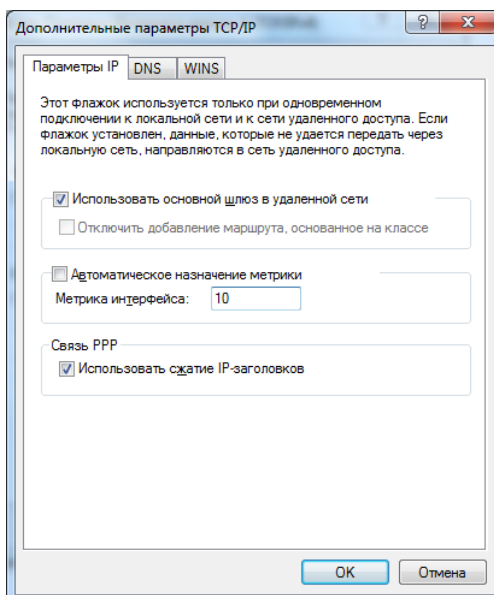 Дополнительные параметры TCP/IP
Параметры IP DNS WINS
Этот флажок используется только при одновременном
подключении к локальной сети и к сети удаленного доступа. Если
флажок установлен, данные, которые не удается передать через
локальную сеть, направляются в сеть удаленного доступа.
Использовать основной шлюз в удаленной сети
Отключить добавление маршрута, основанное на классе
Автоматическое назначение метрики
Метрика интерфейса: 10
Связь PPP
Использовать сжатие IP-заголовков
OK Отмена